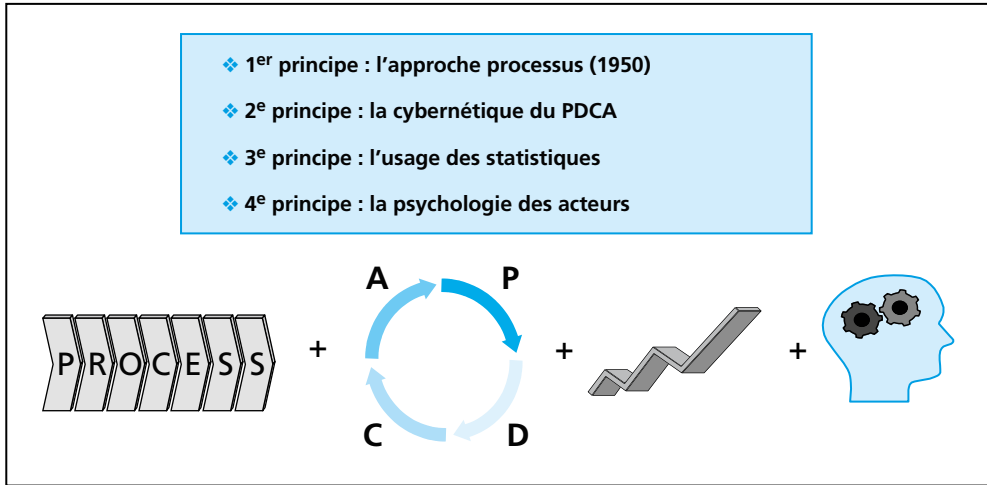 ❖ 1er principe : l'approche processus (1950)
❖ 2e principe : la cybernétique du PDCA
❖ 3e principe : l'usage des statistiques
❖ 4e principe : la psychologie des acteurs
A P
PROCESS + + +
C D